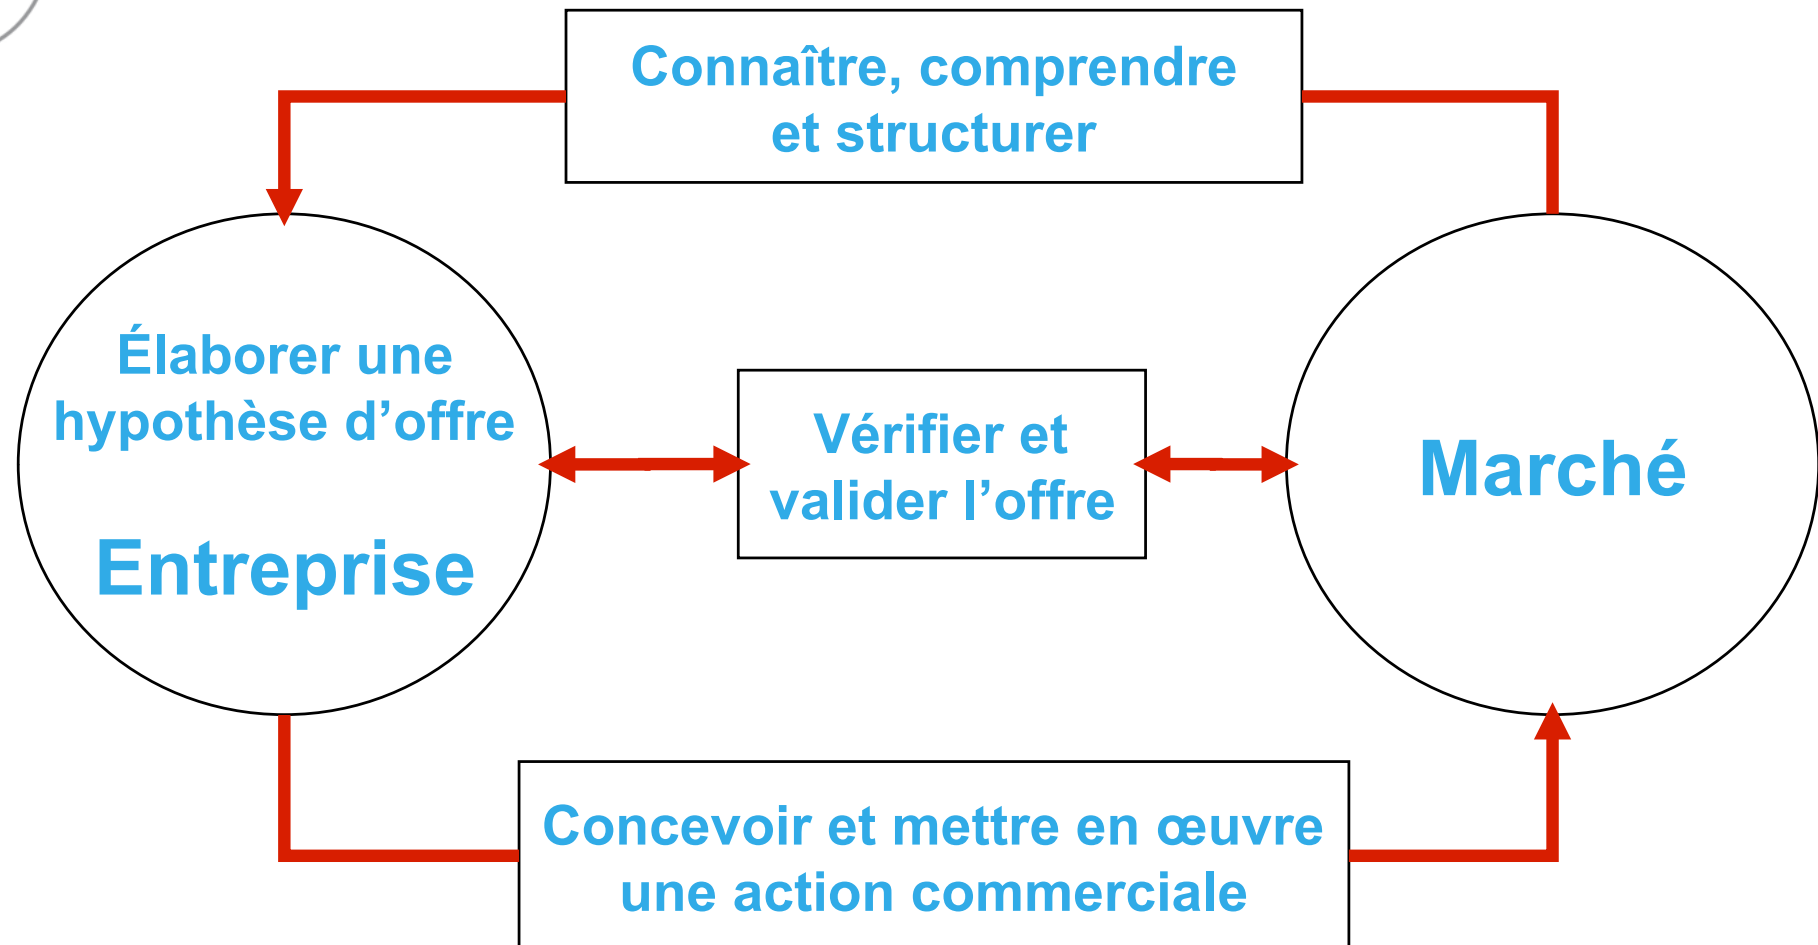 Connaître, comprendre
et structurer
Élaborer une
hypothèse d’offre
Entreprise
Vérifier et
valider l’offre
Marché
Concevoir et mettre en œuvre
une action commerciale